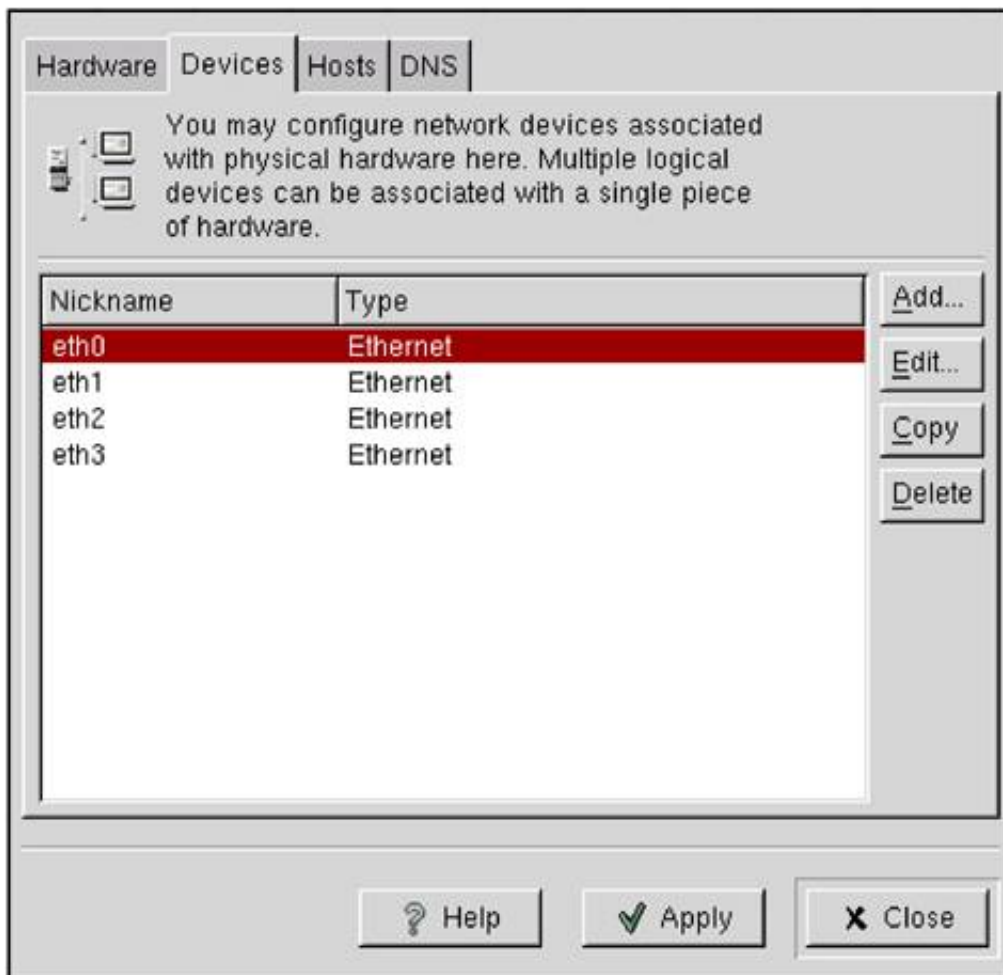 Hardware Devices Hosts DNS
You may configure network devices associated
with physical hardware here. Multiple logical
devices can be associated with a single piece
of hardware.
Nickname Type
eth0 Ethernet
eth1 Ethernet
eth2 Ethernet
eth3 Ethernet
Add...
Edit...
Copy
Delete
Help Apply Close